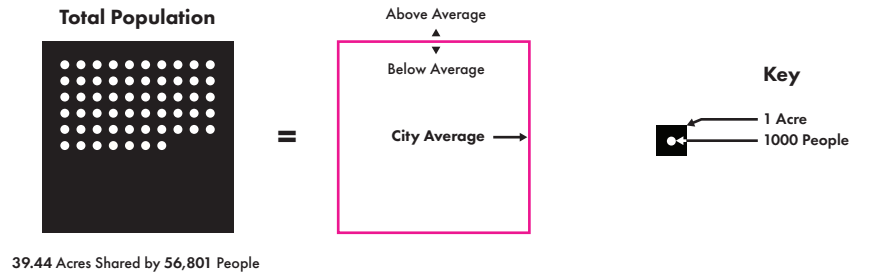 Total Population
Above Average
Below Average
City Average
Key
1 Acre
1000 People
=
39.44 Acres Shared by 56,801 People